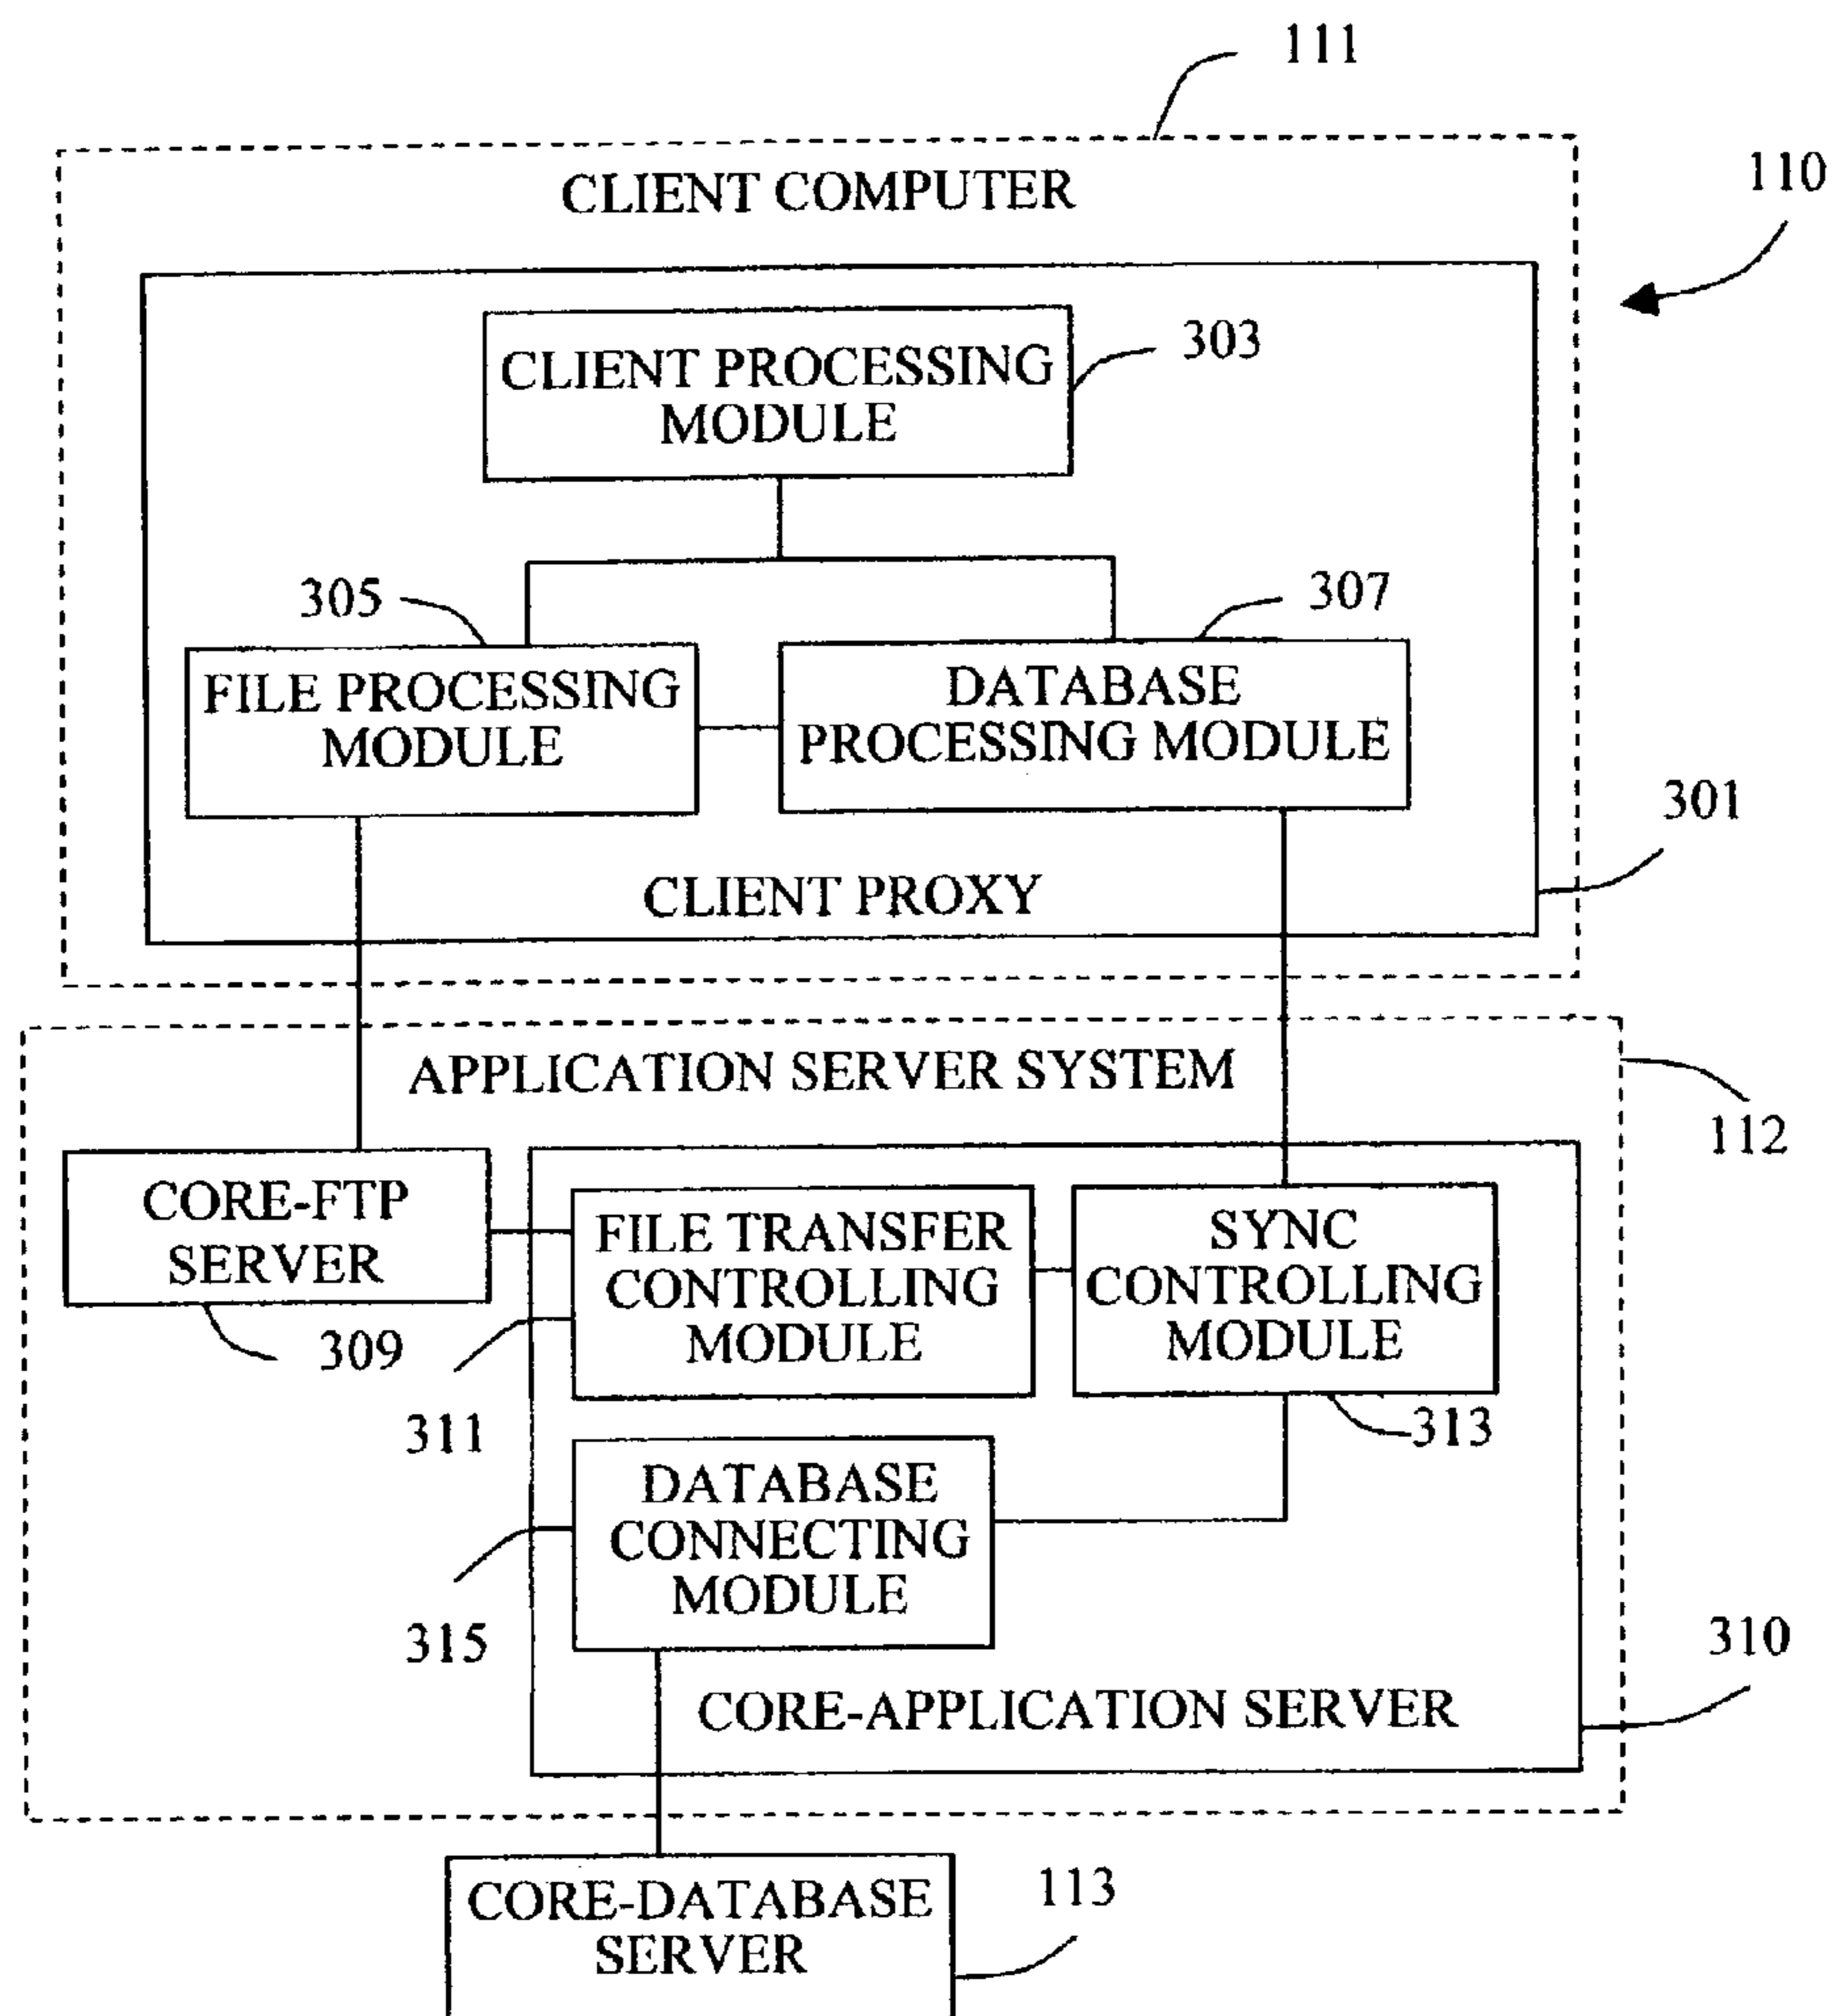 111
110
CLIENT COMPUTER
CLIENT PROCESSING
MODULE
303
305
307
FILE PROCESSING
MODULE
DATABASE
PROCESSING MODULE
301
CLIENT PROXY
APPLICATION SERVER SYSTEM
112
CORE-FTP
SERVER
309
FILE TRANSFER
CONTROLLING
MODULE
311
SYNC
CONTROLLING
MODULE
313
DATABASE
CONNECTING
MODULE
315
310
CORE-APPLICATION SERVER
CORE-DATABASE
SERVER
113